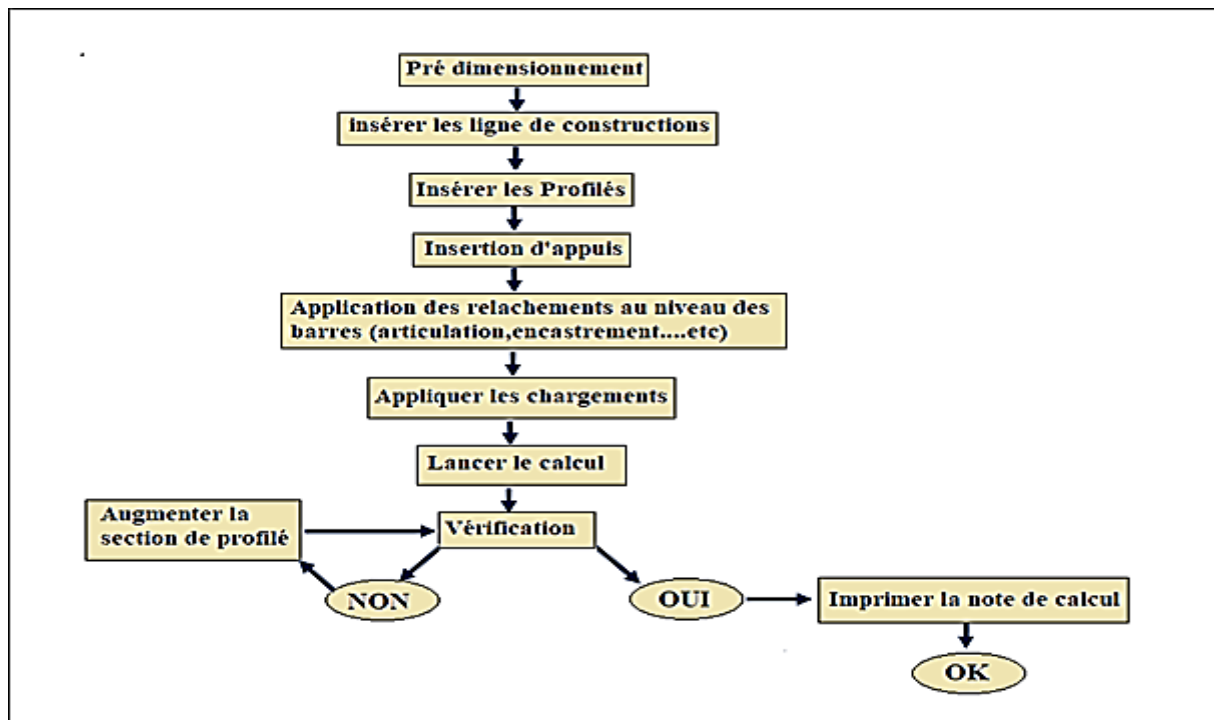 Pré dimensionnement
insérer les ligne de constructions
Insérer les Profilés
Insertion d'appuis
Application des relachements au niveau des
barres (articulation,encastrement....etc)
Appliquer les chargements
Lancer le calcul
Augmenter la
section de profilé
Vérification
NON
OUI
Imprimer la note de calcul
OK